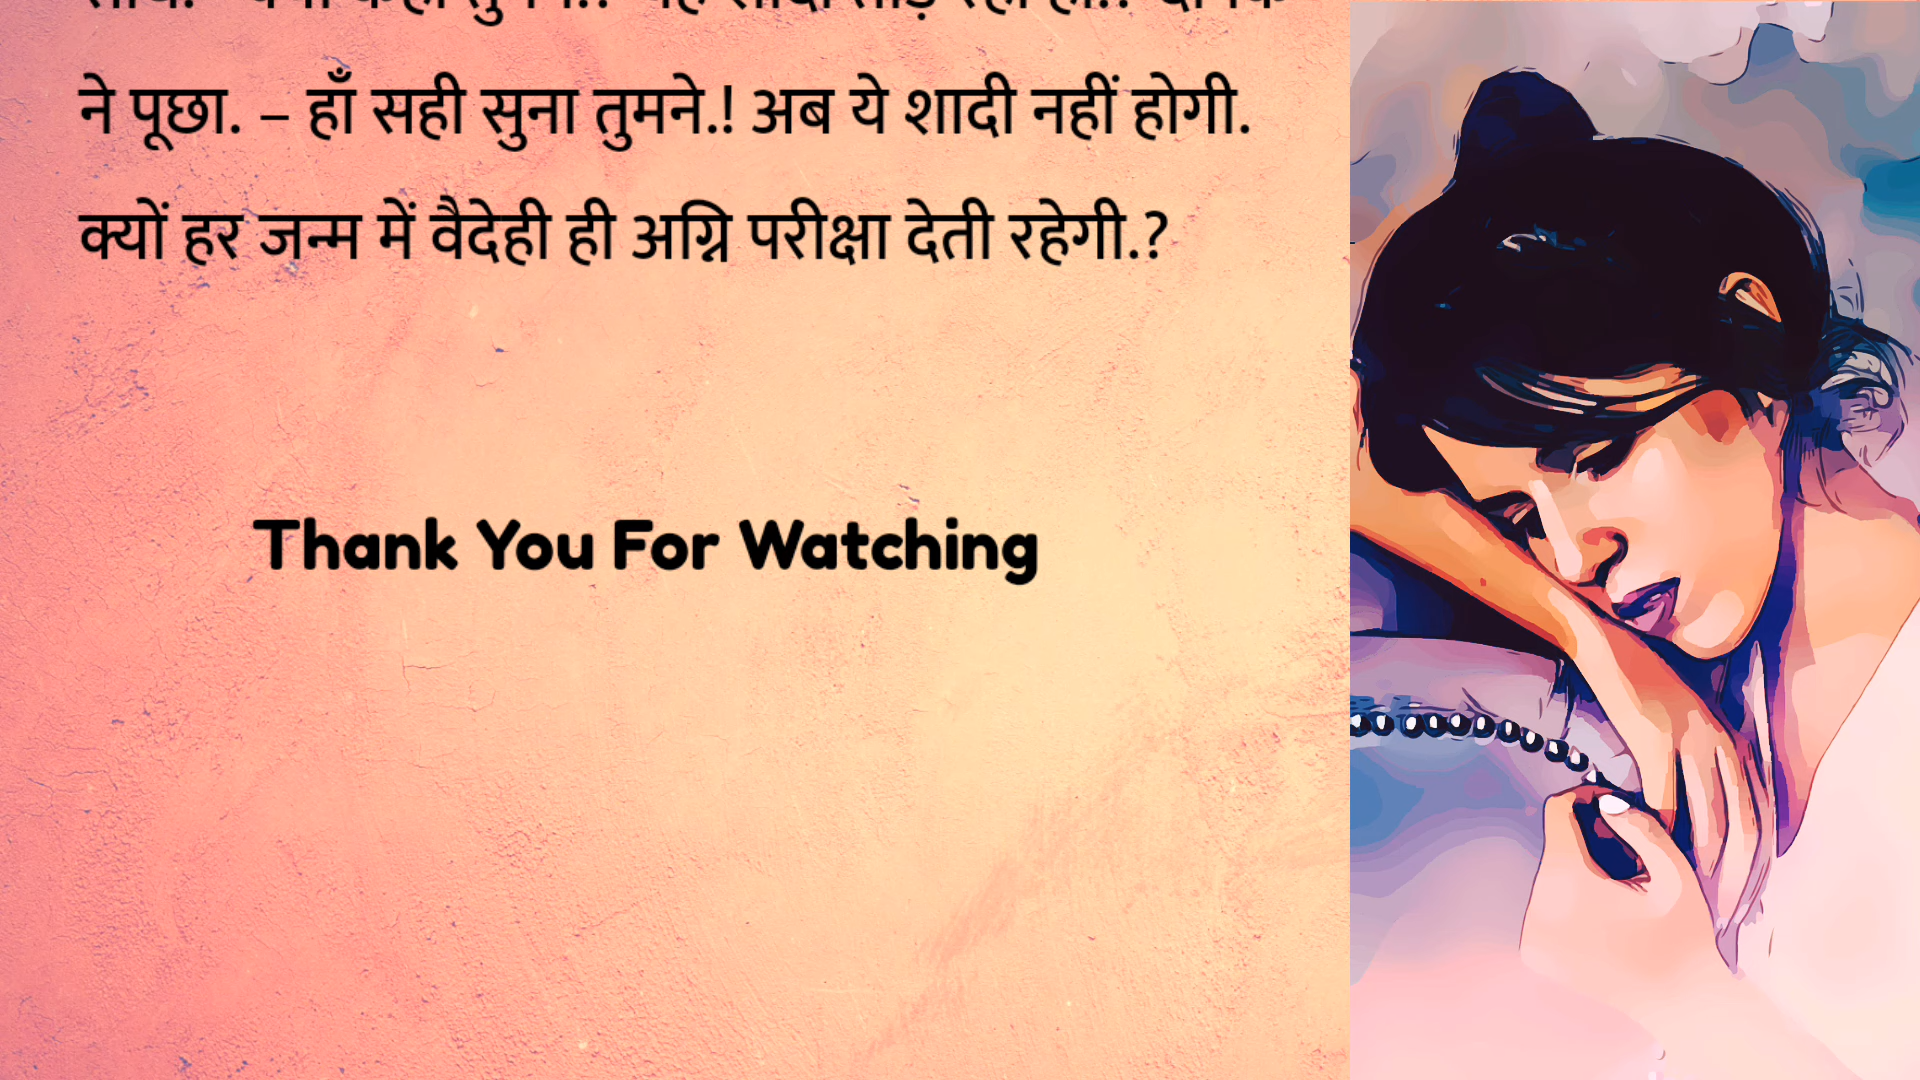 ने पूछा. – हाँ सही सुना तुमने.! अब ये शादी नहीं होगी.
क्यों हर जन्म में वैदेही ही अग्नि परीक्षा देती रहेगी.?
Thank You For Watching